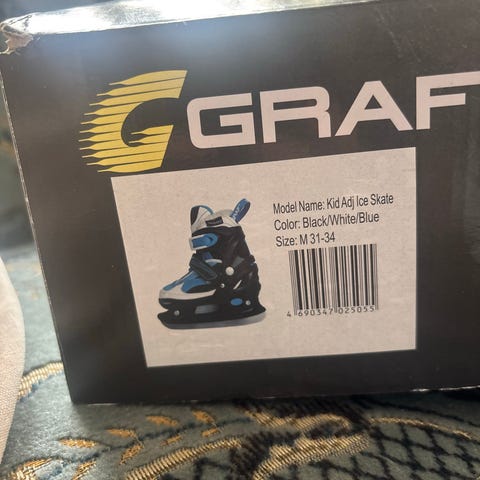 G GRAF
Model Name: Kid Adj Ice Skate
Color: Black/White/Blue
Size: M 31-34
4 690347 025055